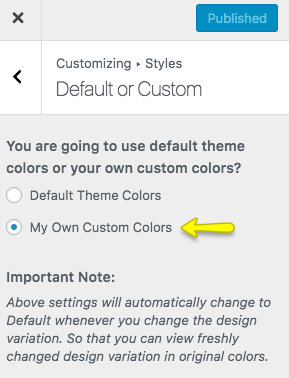 Published
Customizing ▸ Styles
Default or Custom
You are going to use default theme
colors or your own custom colors?
Default Theme Colors
My Own Custom Colors
Important Note:
Above settings will automatically change to
Default whenever you change the design
variation. So that you can view freshly
changed design variation in original colors.